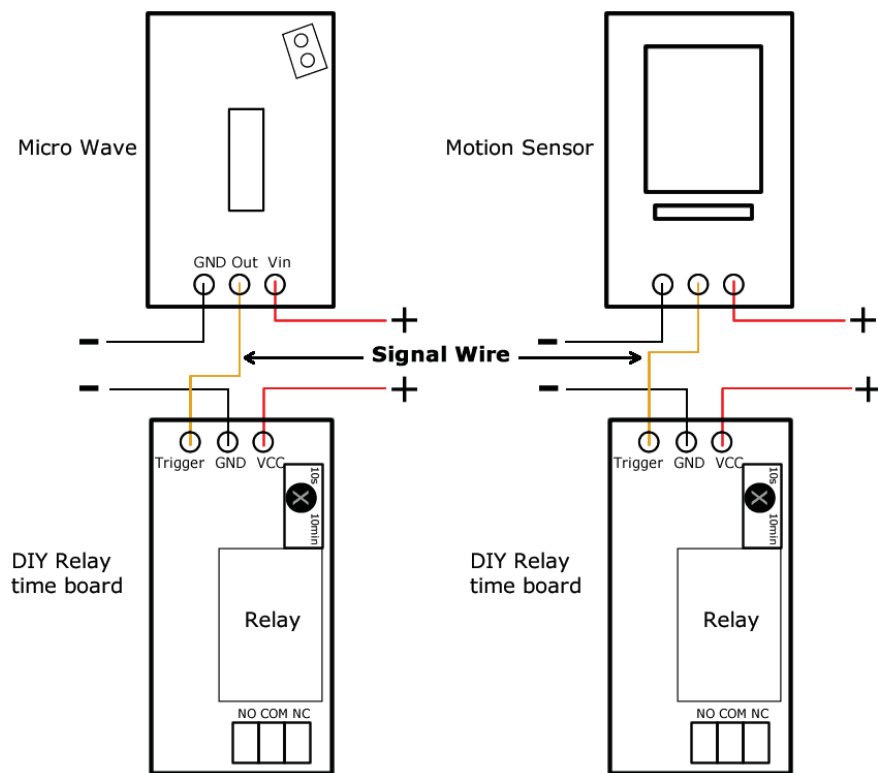 Micro Wave
GND Out Vin
Motion Sensor
- +
- +
Signal Wire
- +
- +
Trigger GND VCC
10s
10min
DIY Relay
time board
Relay
NO COM NC
Trigger GND VCC
10s
10min
DIY Relay
time board
Relay
NO COM NC